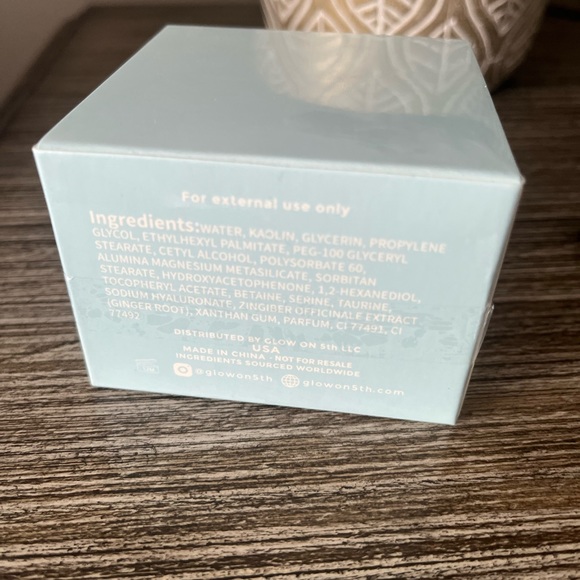 For external use only
Ingredients:WATER, KAOLIN, GLYCERIN, PROPYLENE
GLYCOL, ETHYLHEXYL PALMITATE, PEG-100 GLYCERYL
STEARATE, CETYL ALCOHOL, POLYSORBATE 60,
ALUMINA MAGNESIUM METASILICATE, SORBITAN
STEARATE, HYDROXYACETOPHENONE, 1,2-HEXANEDIOL,
TOCOPHERYL ACETATE, BETAINE, SERINE, TAURINE,
SODIUM HYALURONATE, ZINGIBER OFFICINALE EXTRACT
(GINGER ROOT), XANTHAN GUM, PARFUM, CI 77491, CI
77492
DISTRIBUTED BY GLOW ON 5th LLC
USA
MADE IN CHINA · NOT FOR RESALE
INGREDIENTS SOURCED WORLDWIDE
@glowon5th glowon5th.com